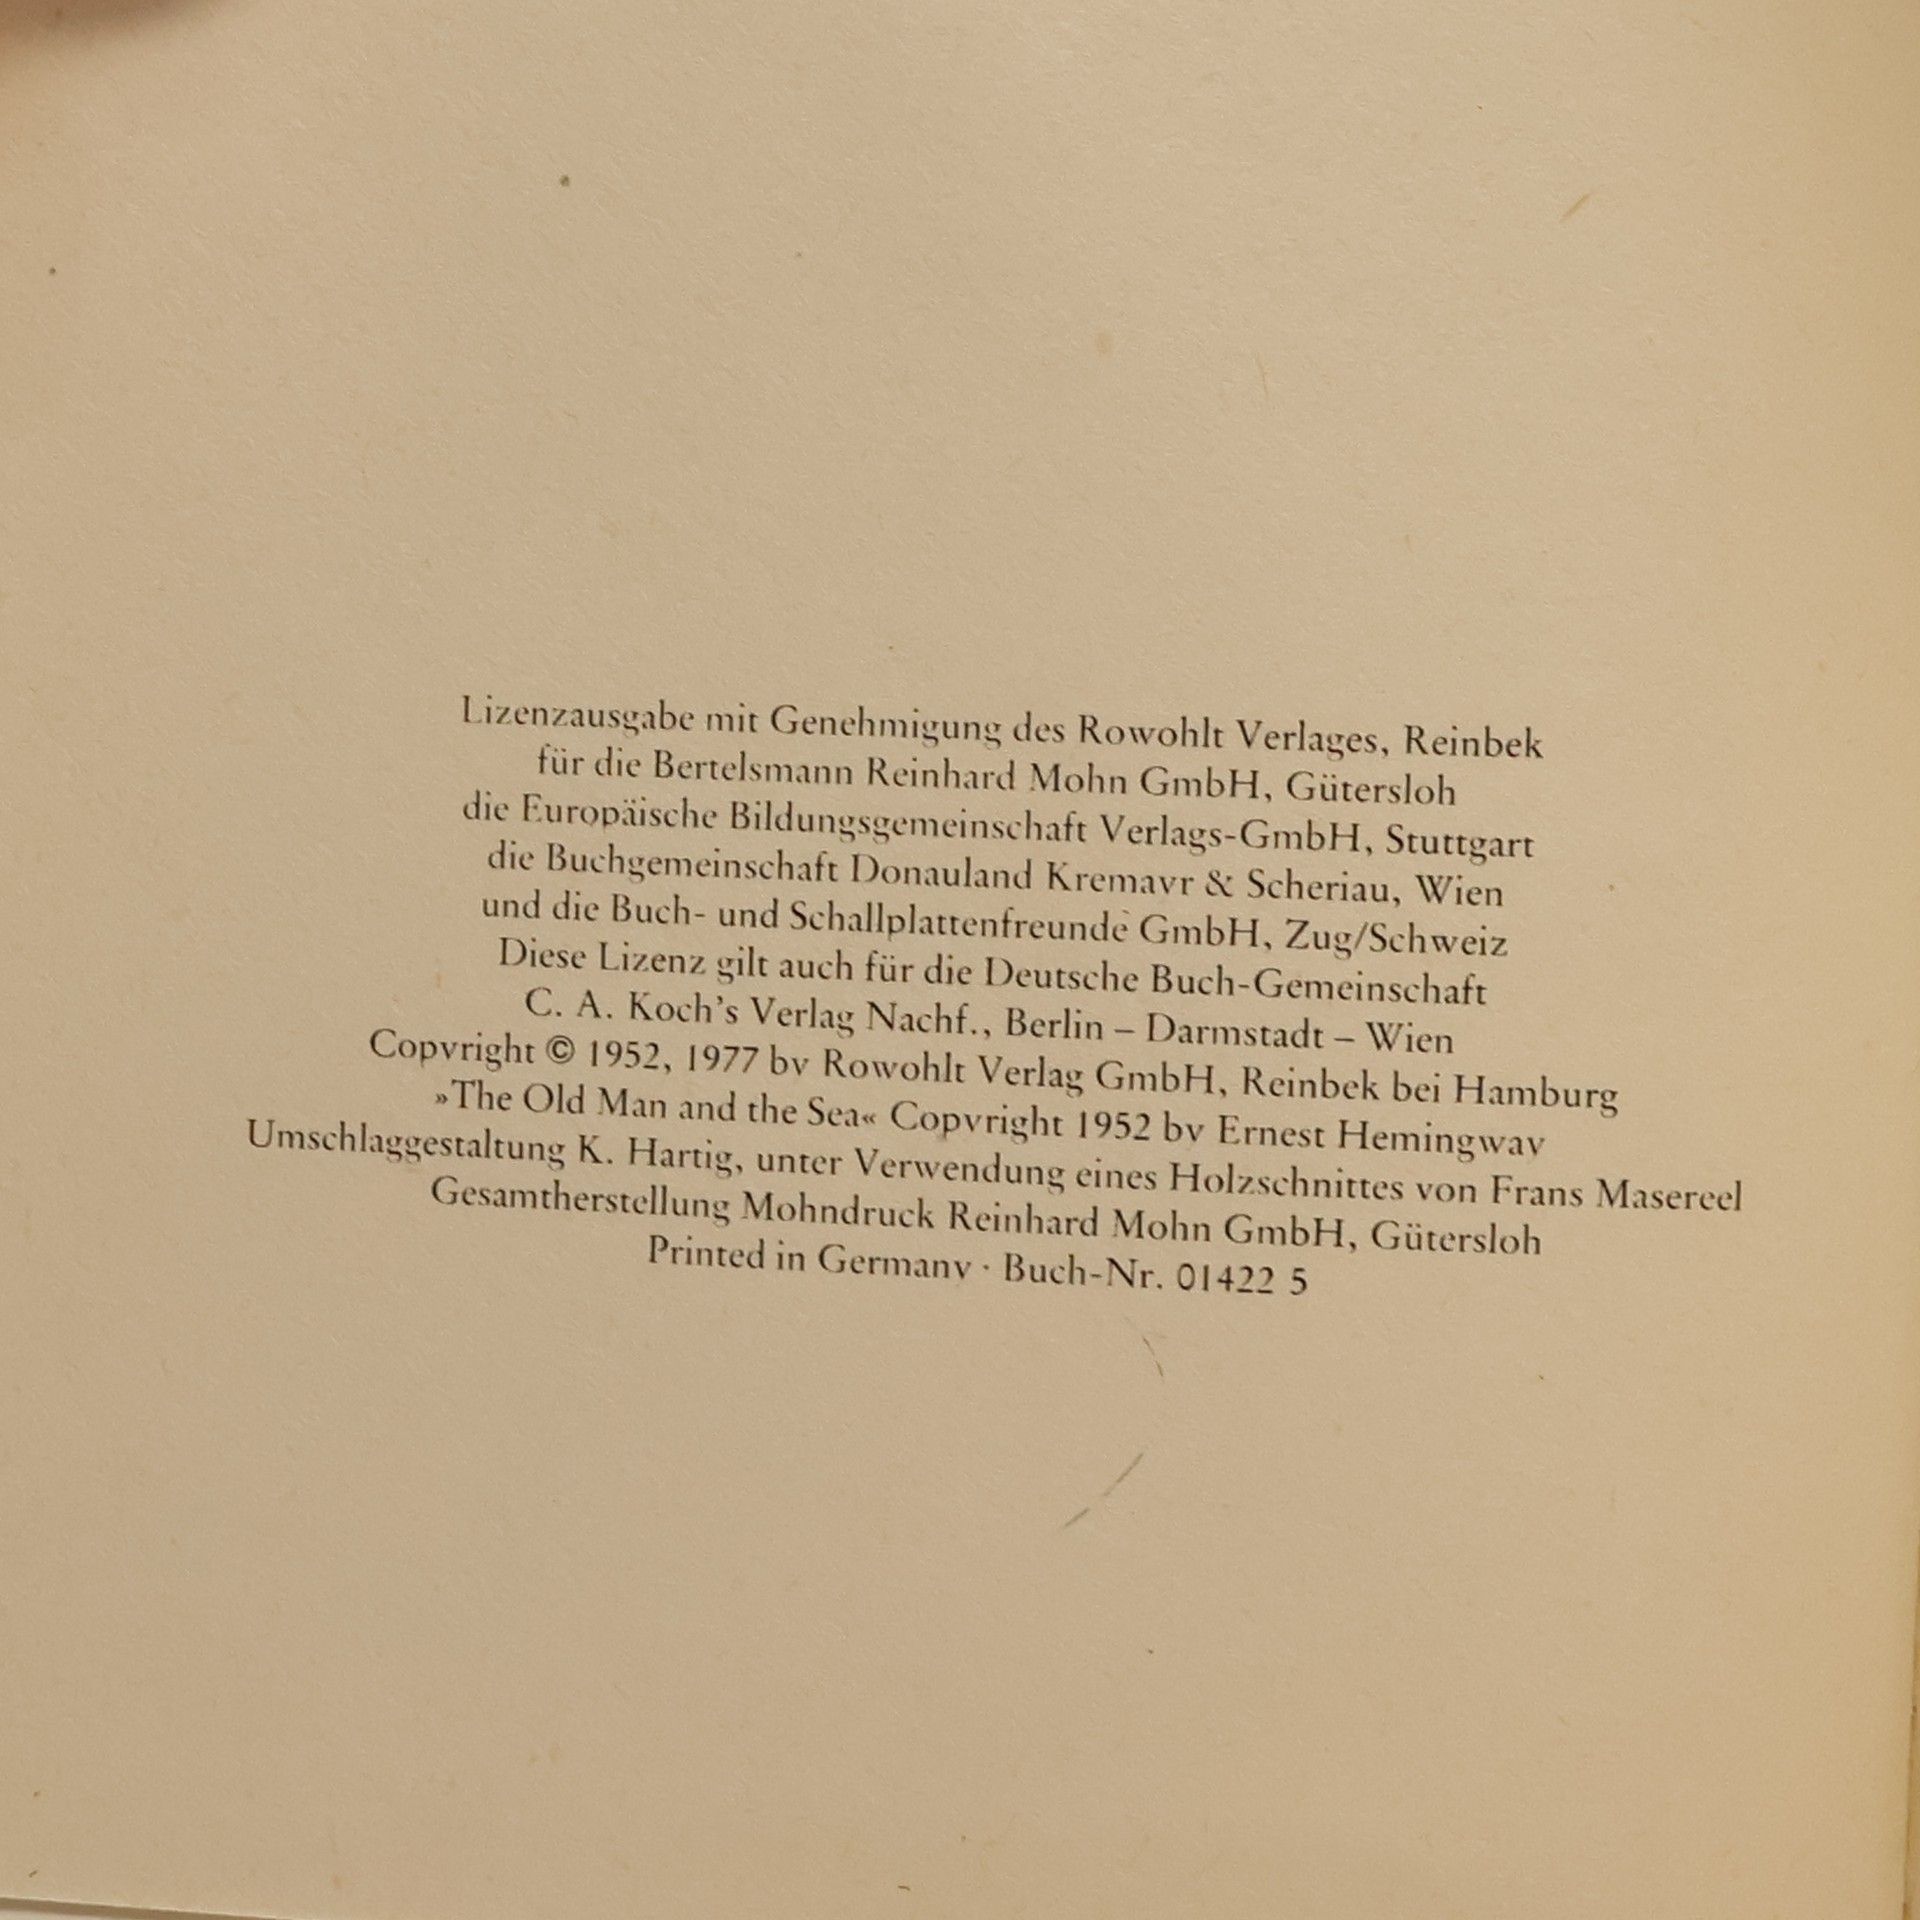 Lizenzausgabe mit Genehmigung des Rowohlt Verlages, Reinbek
für die Bertelsmann Reinhard Mohn GmbH, Gütersloh
die Europäische Bildungsgemeinschaft Verlags-GmbH, Stuttgart
die Buchgemeinschaft Donauland Kremayr & Scheriau, Wien
und die Buch- und Schallplattenfreunde GmbH, Zug/Schweiz
Diese Lizenz gilt auch für die Deutsche Buch-Gemeinschaft
C. A. Koch's Verlag Nachf., Berlin – Darmstadt – Wien
Copyright © 1952, 1977 by Rowohlt Verlag GmbH, Reinbek bei Hamburg
»The Old Man and the Sea« Copyright 1952 by Ernest Hemingway
Umschlaggestaltung K. Hartig, unter Verwendung eines Holzschnittes von Frans Masereel
Gesamtherstellung Mohndruck Reinhard Mohn GmbH, Gütersloh
Printed in Germany · Buch-Nr. 01422 5